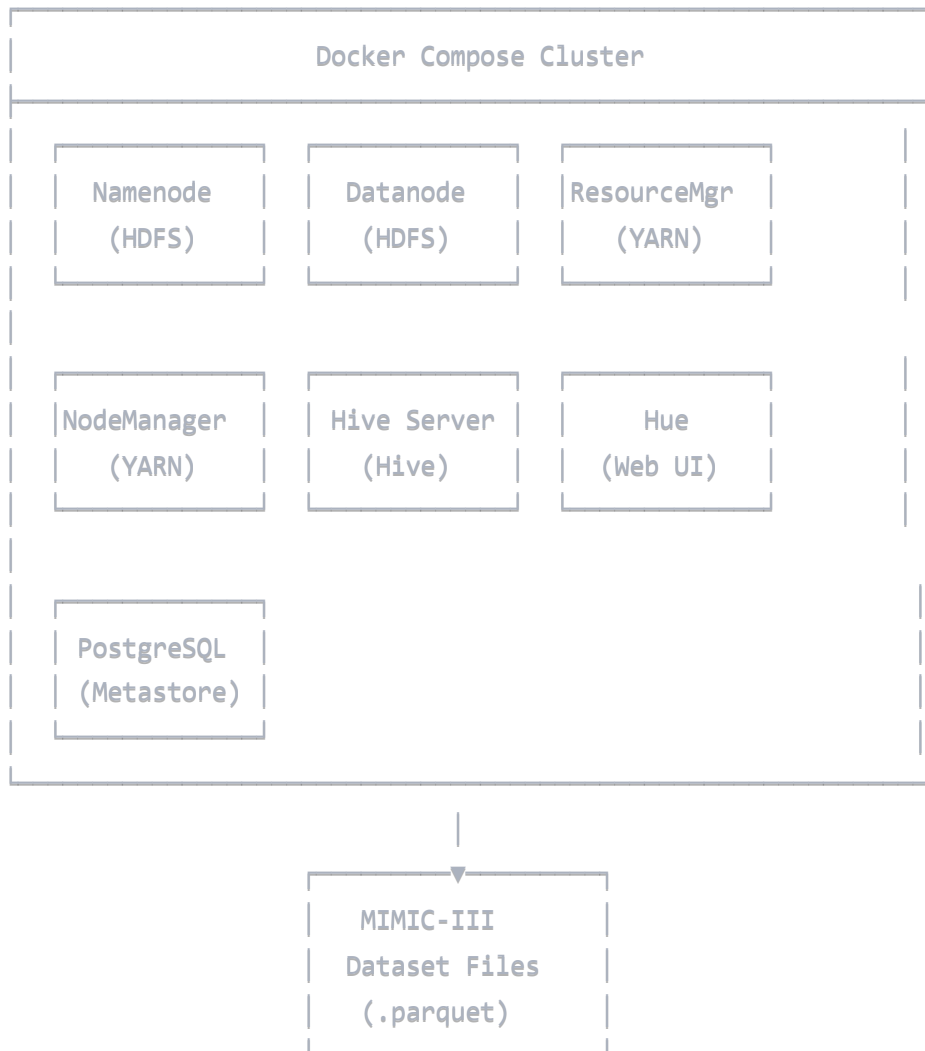 Docker Compose Cluster
Namenode Datanode ResourceMgr
(HDFS) (HDFS) (YARN)
NodeManager Hive Server Hue
(YARN) (Hive) (Web UI)
PostgreSQL
(Metastore)
MIMIC-III
Dataset Files
(.parquet)